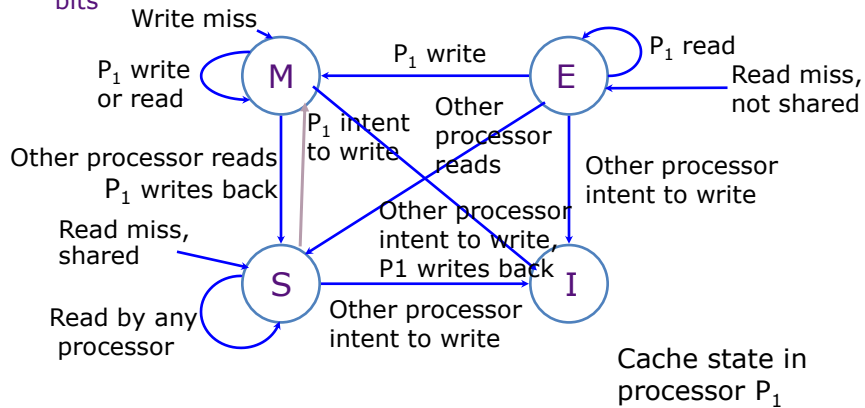 bits
Write miss
M
E
P₁ write
P₁ read
P₁ write
or read
Read miss,
not shared
Other
processor
reads
P₁ intent
to write
Other processor reads
P₁ writes back
Other processor
intent to write
Read miss,
shared
Other processor
intent to write,
P1 writes back
S
I
Read by any
processor
Other processor
intent to write
Cache state in
processor P₁